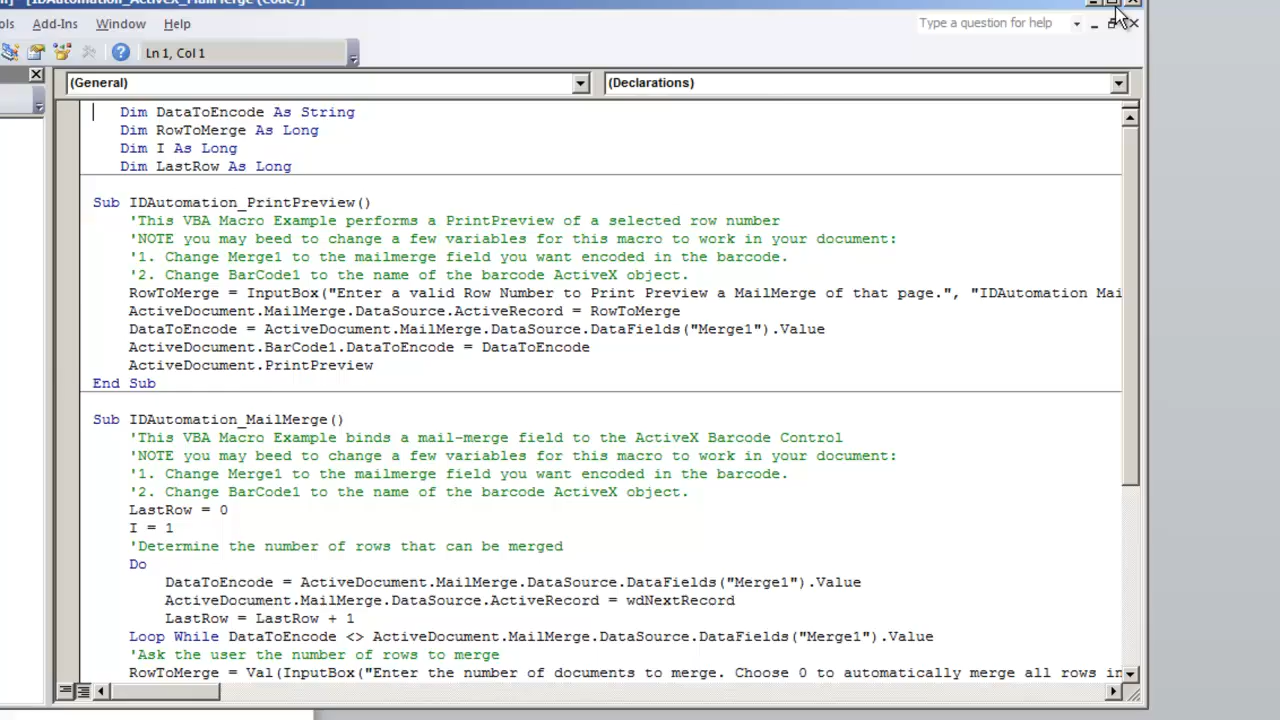 [IDAutomation_ActiveX_MailMerge (Code)]
Add-Ins Window Help
Type a question for help
Ln 1, Col 1
(General) (Declarations)
Dim DataToEncode As String
Dim RowToMerge As Long
Dim I As Long
Dim LastRow As Long
Sub IDAutomation_PrintPreview()
'This VBA Macro Example performs a PrintPreview of a selected row number
'NOTE you may beed to change a few variables for this macro to work in your document:
'1. Change Merge1 to the mailmerge field you want encoded in the barcode.
'2. Change BarCode1 to the name of the barcode ActiveX object.
RowToMerge = InputBox("Enter a valid Row Number to Print Preview a MailMerge of that page.", "IDAutomation Mai
ActiveDocument.MailMerge.DataSource.ActiveRecord = RowToMerge
DataToEncode = ActiveDocument.MailMerge.DataSource.DataFields("Merge1").Value
ActiveDocument.BarCode1.DataToEncode = DataToEncode
ActiveDocument.PrintPreview
End Sub
Sub IDAutomation_MailMerge()
'This VBA Macro Example binds a mail-merge field to the ActiveX Barcode Control
'NOTE you may beed to change a few variables for this macro to work in your document:
'1. Change Merge1 to the mailmerge field you want encoded in the barcode.
'2. Change BarCode1 to the name of the barcode ActiveX object.
LastRow = 0
I = 1
'Determine the number of rows that can be merged
Do
DataToEncode = ActiveDocument.MailMerge.DataSource.DataFields("Merge1").Value
ActiveDocument.MailMerge.DataSource.ActiveRecord = wdNextRecord
LastRow = LastRow + 1
Loop While DataToEncode <> ActiveDocument.MailMerge.DataSource.DataFields("Merge1").Value
'Ask the user the number of rows to merge
RowToMerge = Val(InputBox("Enter the number of documents to merge. Choose 0 to automatically merge all rows in